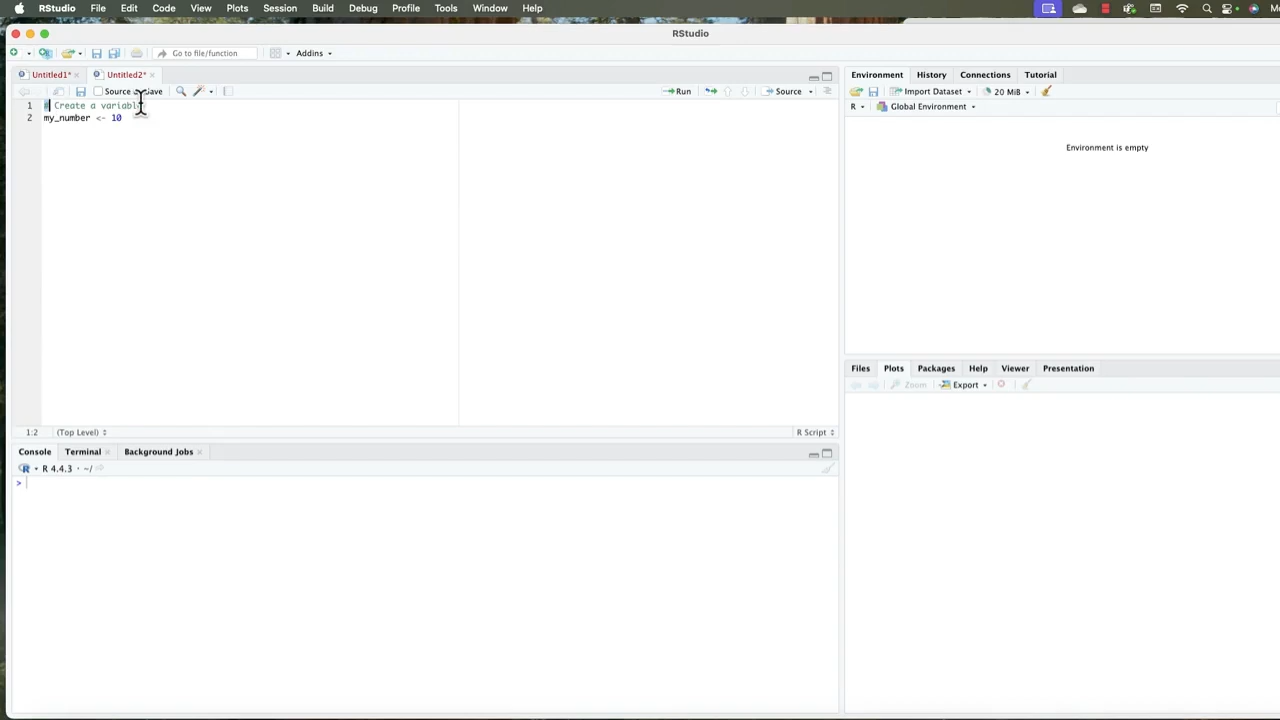 RStudio File Edit Code View Plots Session Build Debug Profile Tools Window Help
RStudio
Go to file/function Addins
Untitled1* Untitled2*
Source Save Run Source
1 # Create a variable
2 my_number <- 10
1:2 (Top Level) R Script
Console Terminal Background Jobs
R 4.4.3 · ~/
>
Environment History Connections Tutorial
Import Dataset 20 MiB
R Global Environment
Environment is empty
Files Plots Packages Help Viewer Presentation
Zoom Export